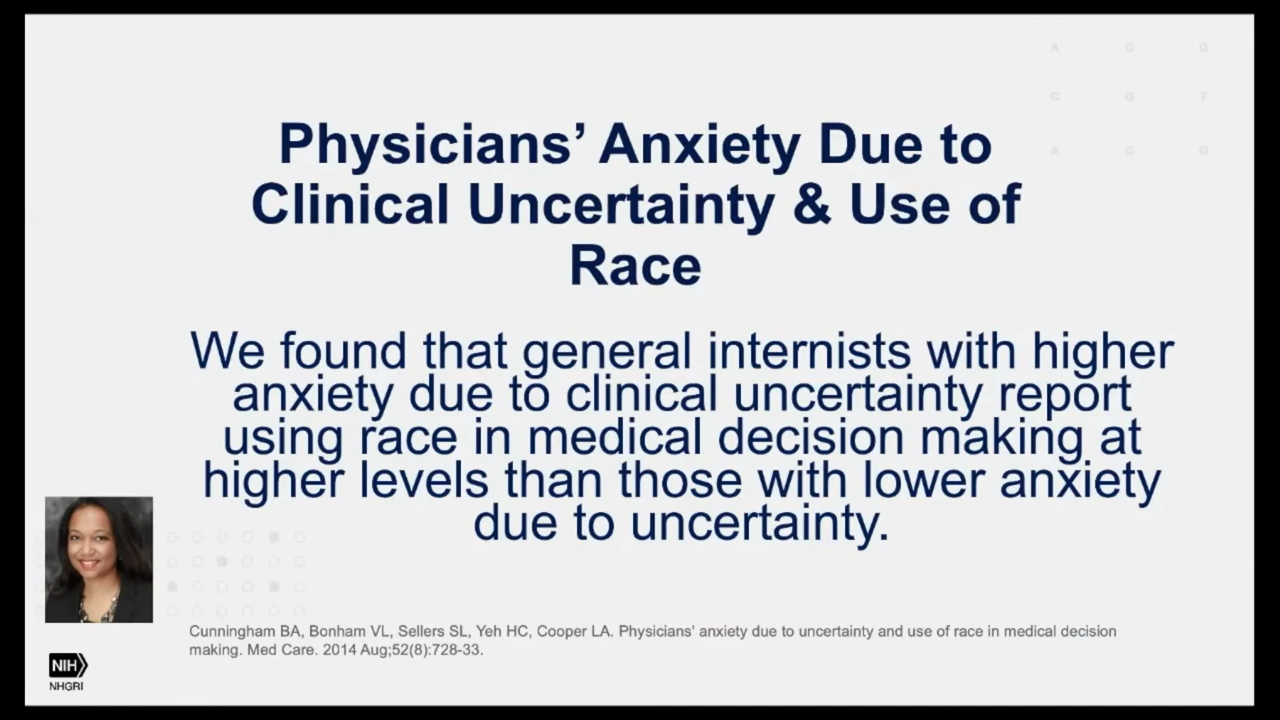 A C G
C G T
A C G
Physicians' Anxiety Due to
Clinical Uncertainty & Use of
Race
We found that general internists with higher
anxiety due to clinical uncertainty report
using race in medical decision making at
higher levels than those with lower anxiety
due to uncertainty.
Cunningham BA, Bonham VL, Sellers SL, Yeh HC, Cooper LA. Physicians' anxiety due to uncertainty and use of race in medical decision
making. Med Care. 2014 Aug;52(8):728-33.
NIH
NHGRI